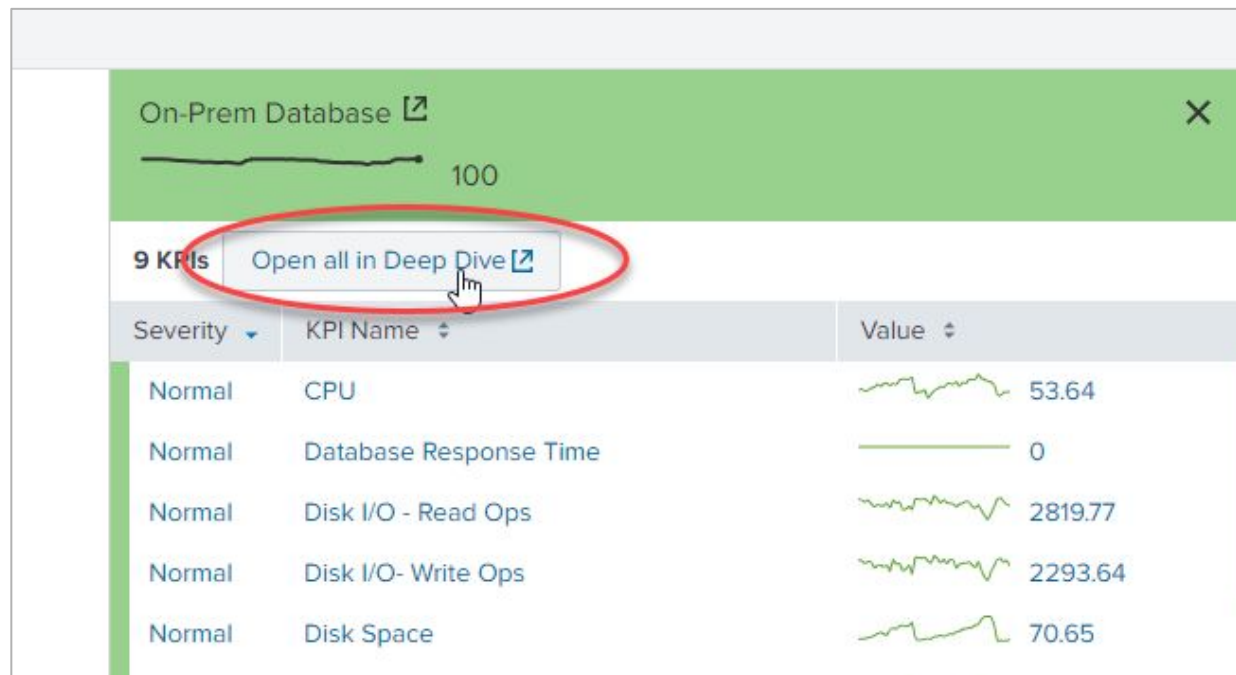 On-Prem Database
100
9 KPIs Open all in Deep Dive
Severity KPI Name Value
Normal CPU 53.64
Normal Database Response Time 0
Normal Disk I/O - Read Ops 2819.77
Normal Disk I/O- Write Ops 2293.64
Normal Disk Space 70.65